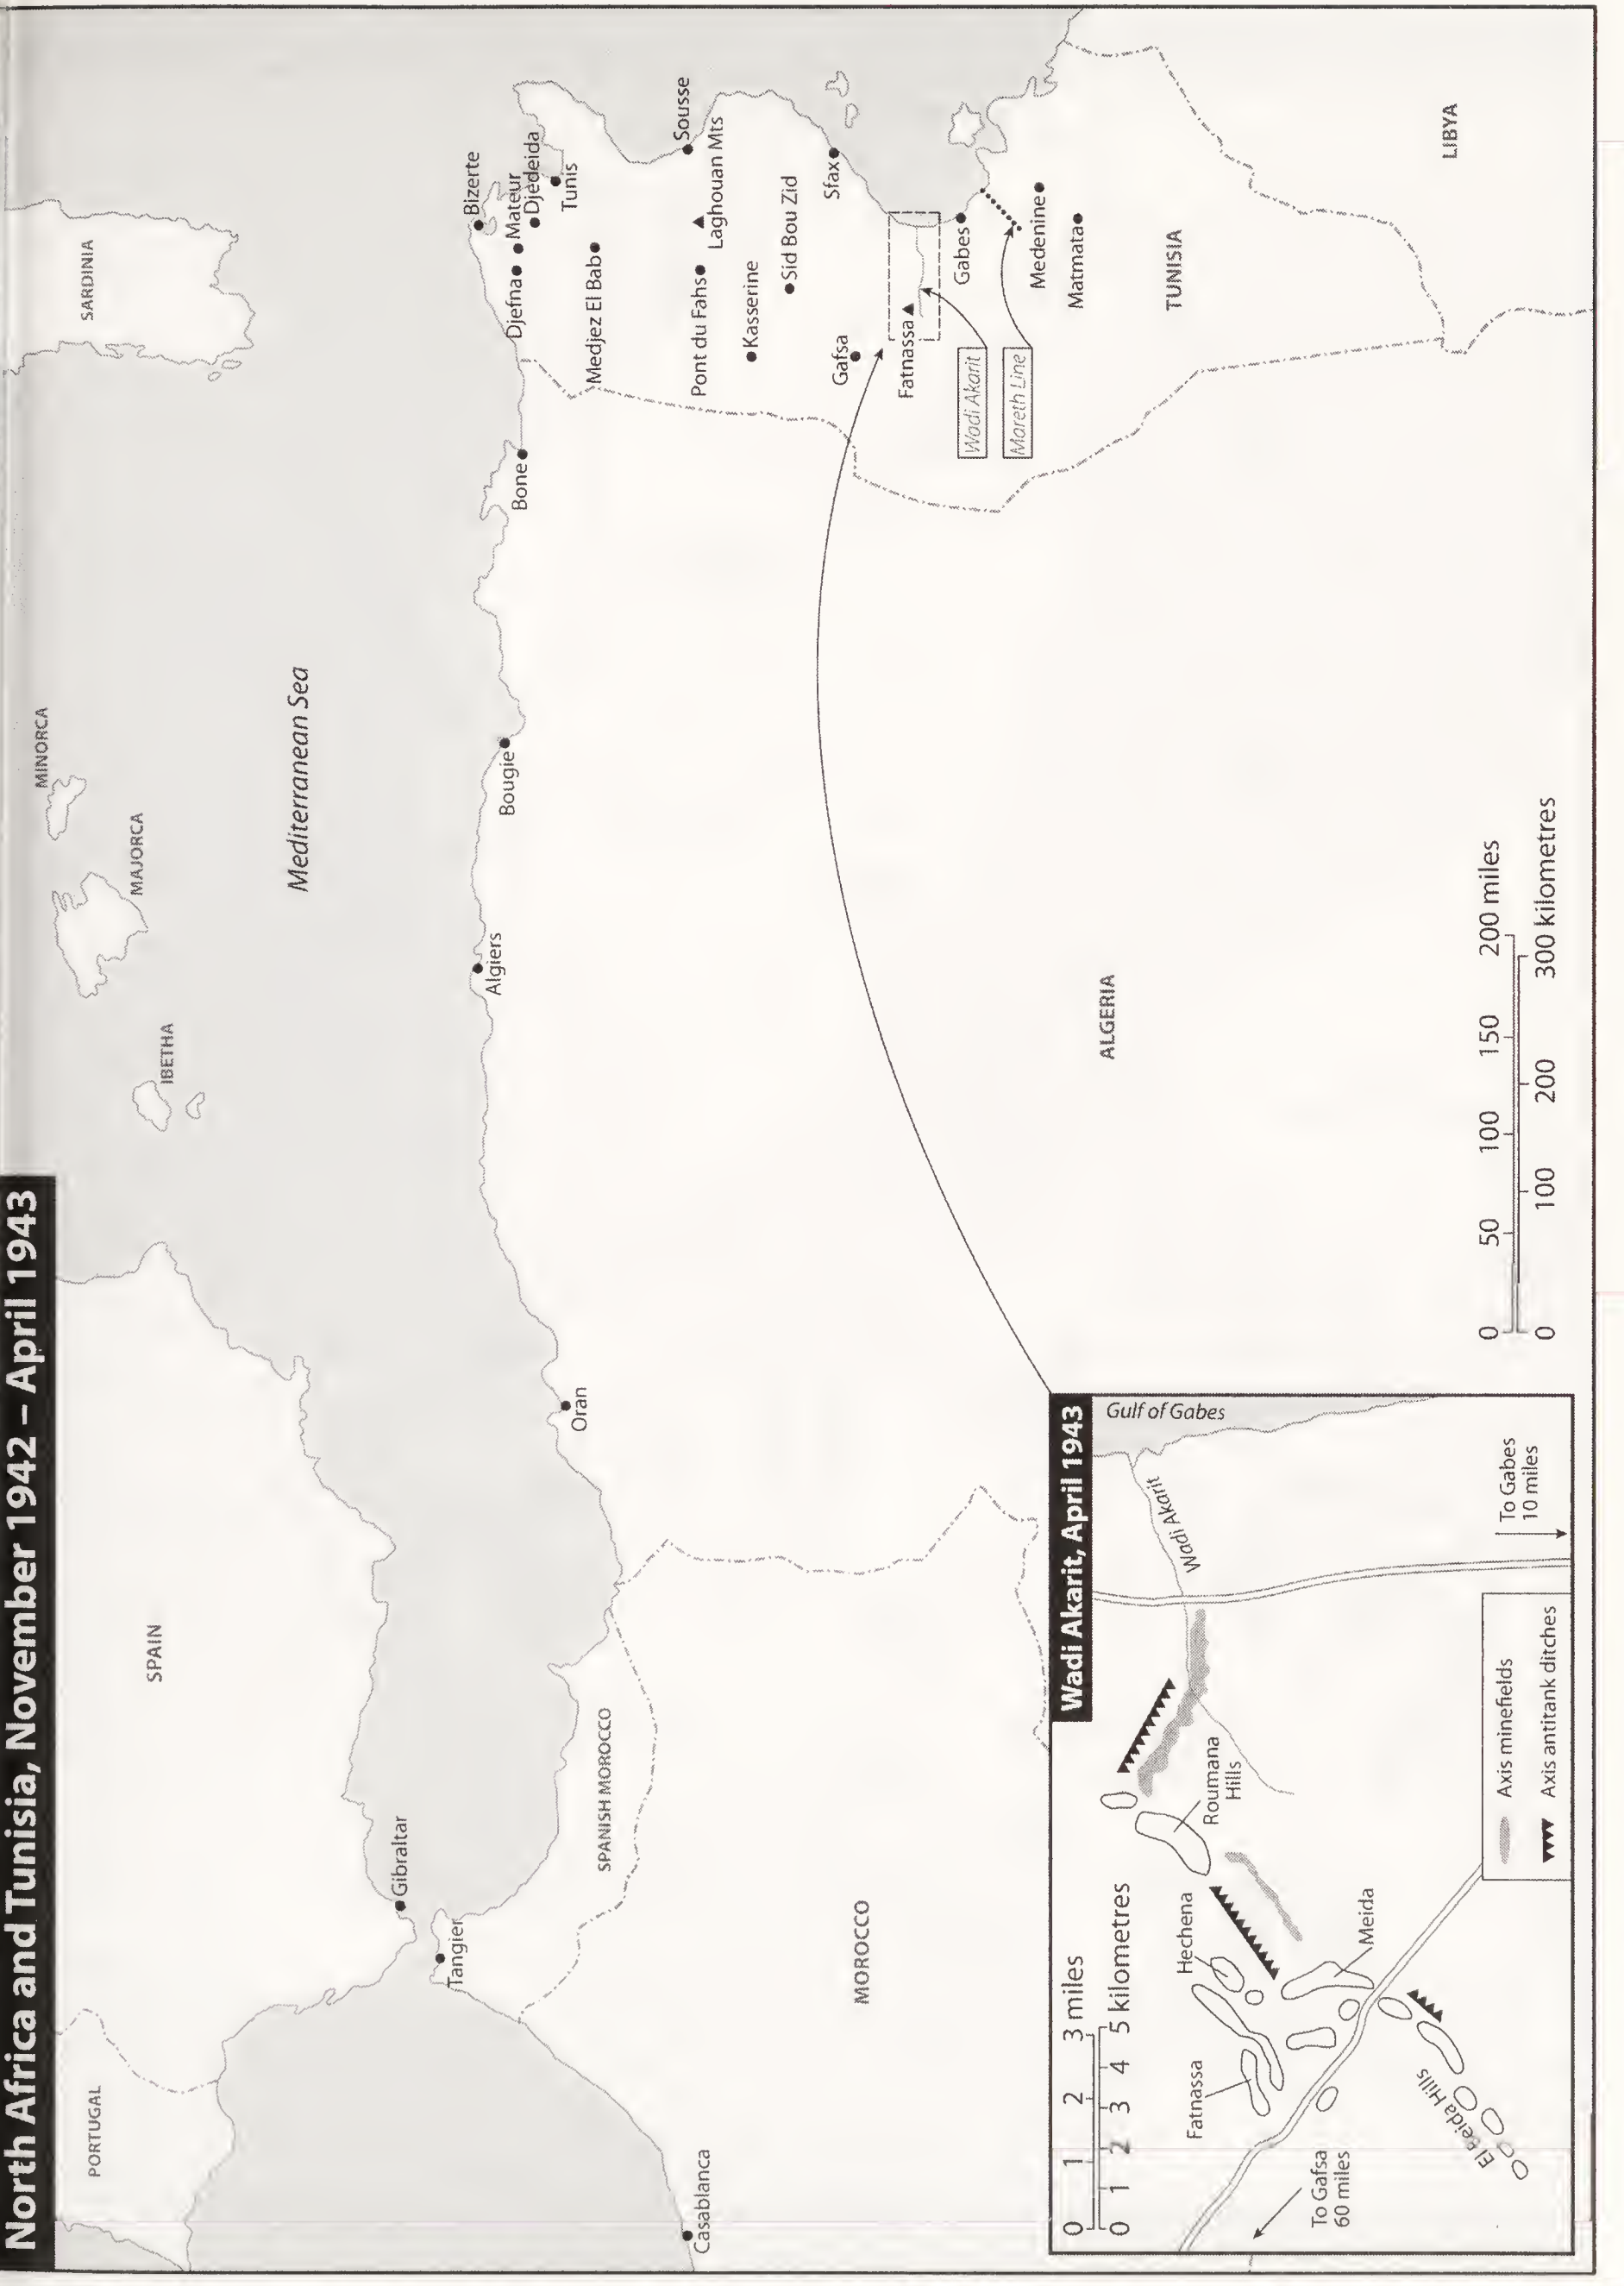 North Africa and Tunisia, November 1942 – April 1943
PORTUGAL
SPAIN
IBETHA
MAJORCA
MINORCA
SARDINIA
Mediterranean Sea
Gibraltar
Tangier
SPANISH MOROCCO
Casablanca
MOROCCO
Oran
Algiers
Bougie
Bone
ALGERIA
Bizerte
Mateur
Djedeida
Tunis
Djefna
Medjez El Bab
Sousse
Laghouan Mts
Pont du Fahs
Kasserine
Sid Bou Zid
Sfax
Gafsa
Fatnassa
Gabes
Wadi Akarit
Mareth Line
Medenine
Matmata
TUNISIA
LIBYA
0 50 100 150 200 miles
0 100 200 300 kilometres
Wadi Akarit, April 1943
0 1 2 3 miles
0 1 2 3 4 5 kilometres
Gulf of Gabes
Wadi Akarit
Roumana
Hills
Hechena
Fatnassa
Meida
El Beida Hills
To Gafsa
60 miles
To Gabes
10 miles
Axis minefields
Axis antitank ditches